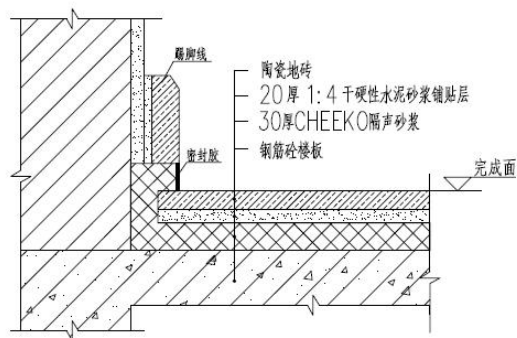 踢脚线
陶瓷地砖
20厚 1:4干硬性水泥砂浆铺贴层
30厚CHEEKO隔声砂浆
钢筋砼楼板
密封胶
完成面